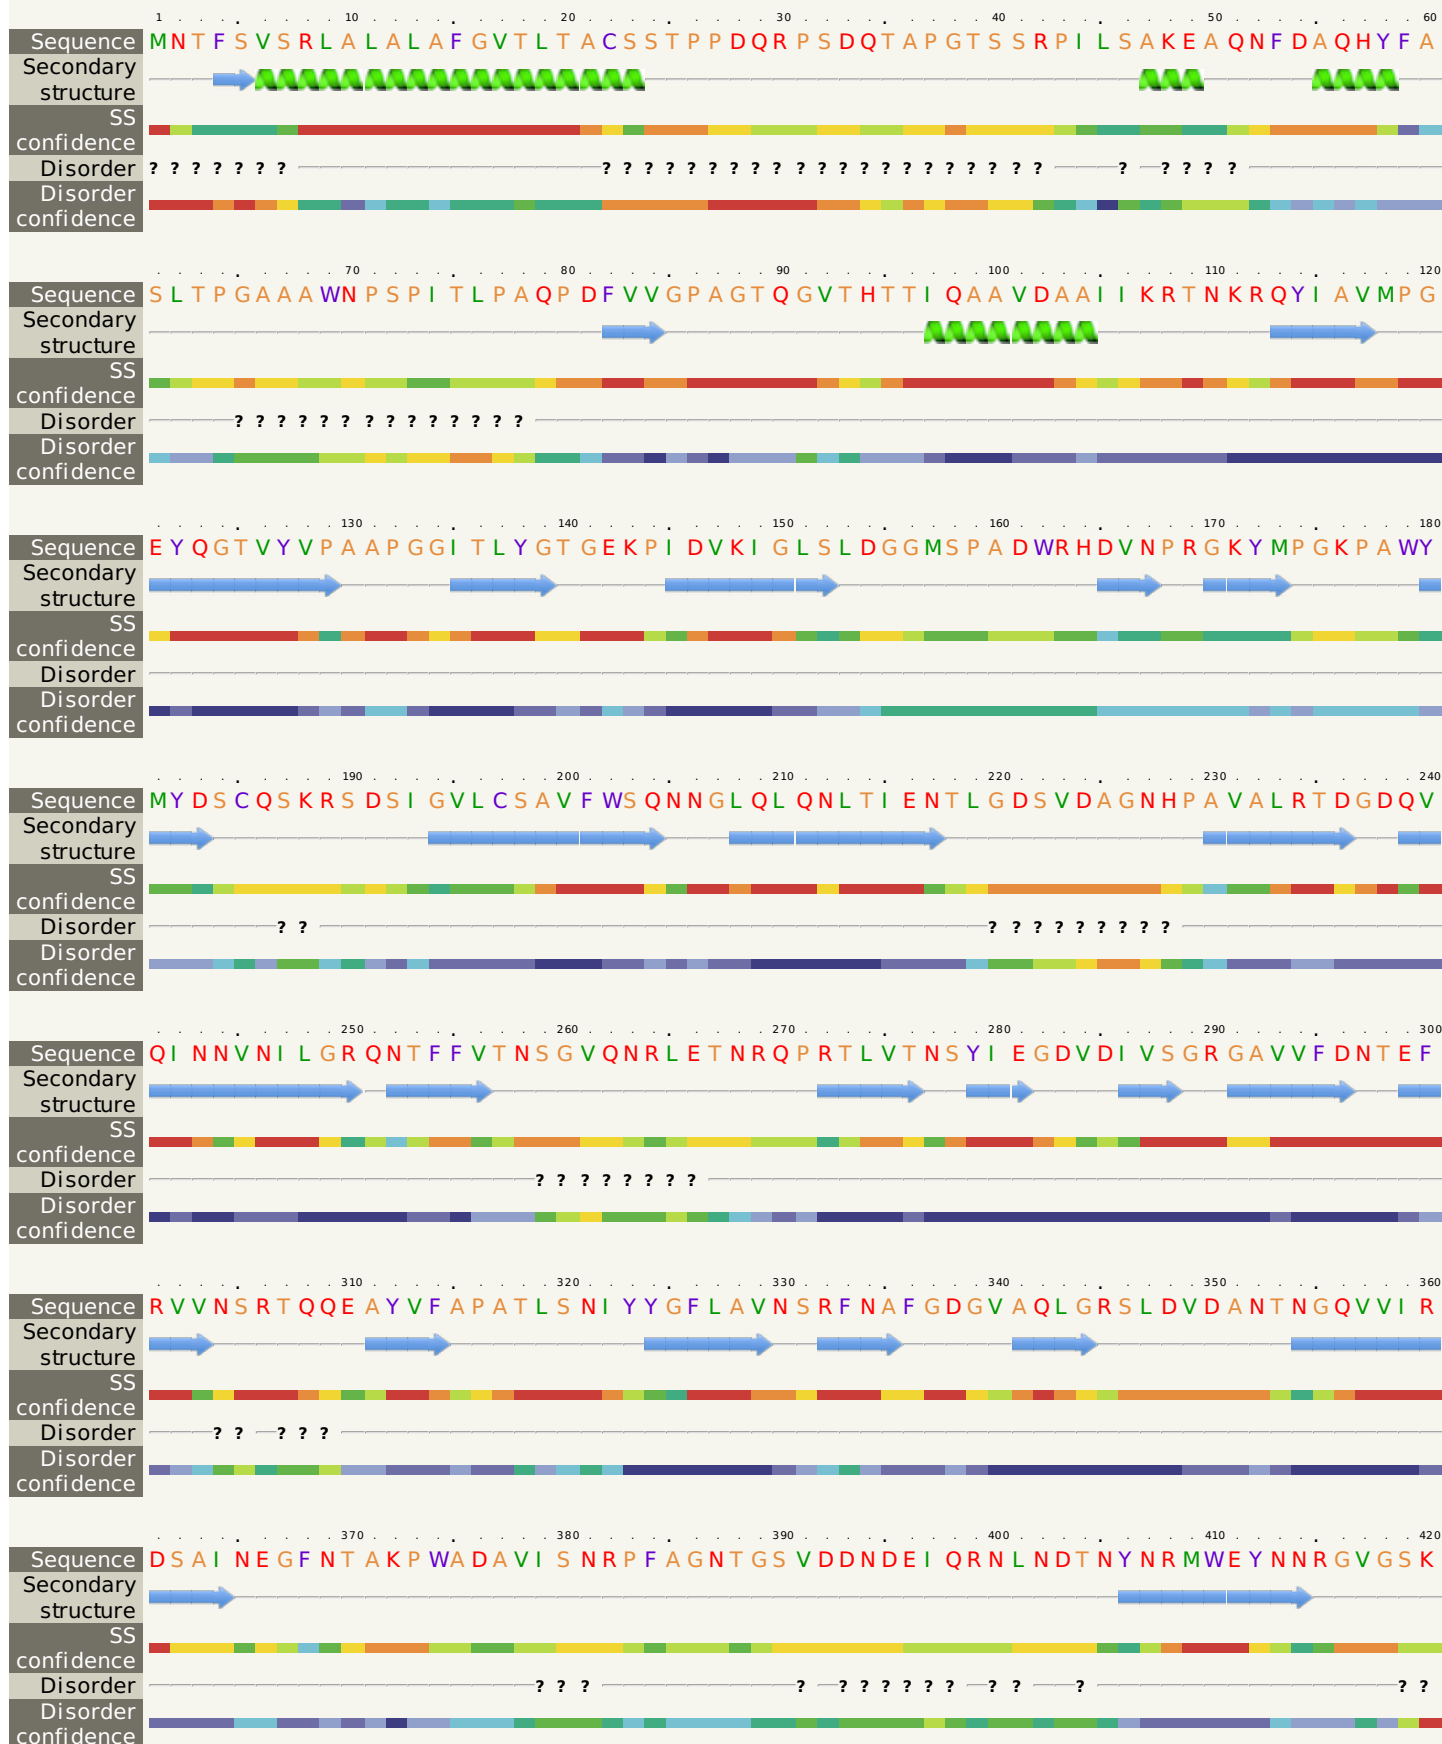 1 10 20 30 40 50 60
Sequence MNTFSVSRLALALAFGVTLTACSSTPPDQRPSDQTAPGTSSRPILSAKEAQNFDAQHYFA
Secondary
structure
SS
confidence
Disorder ? ? ? ? ? ? ? ? ? ? ? ? ? ? ? ? ? ? ? ? ? ? ? ? ? ? ? ? ? ? ? ? ?
Disorder
confidence
70 80 90 100 110 120
Sequence SLTPGAAAWNPSPITLPAQPDFVVGPAGTQGVTHTTIQAAVDAAIIKRTNKRQYIAVMPG
Secondary
structure
SS
confidence
Disorder ? ? ? ? ? ? ? ? ? ? ? ? ? ?
Disorder
confidence
130 140 150 160 170 180
Sequence EYQGTVYVPAAPGGITLYGTGEKPIDVKIGLSLDGGMSPADWRHDVNPRGKYMPGKPAWY
Secondary
structure
SS
confidence
Disorder
Disorder
confidence
190 200 210 220 230 240
Sequence MYDSCQSKRSDSIGVLCSAVFWSQNNGLQLQNLTIENTLGDSVDAGNHPAVALRTDGDQV
Secondary
structure
SS
confidence
Disorder ? ? ? ? ? ? ? ? ? ? ?
Disorder
confidence
250 260 270 280 290 300
Sequence QINNVNILGRQNTFFVTNSGVQNRLETNRQPRTLVTNSYIEGDVDIVSGRGAVVFDNTEF
Secondary
structure
SS
confidence
Disorder ? ? ? ? ? ? ? ?
Disorder
confidence
310 320 330 340 350 360
Sequence RVVNSRTQQEAYVFAPATLSNIYYGFLAVNSRFNAFGDGVAQLGRSLDVDANTNGQVVIR
Secondary
structure
SS
confidence
Disorder ? ? ? ? ?
Disorder
confidence
370 380 390 400 410 420
Sequence DSAINEGFNTAKPWADAVISNRPFAGNTGSVDDNDEIQRNLNDTNYNRMWEYNNRGVGSK
Secondary
structure
SS
confidence
Disorder ? ? ? ? ? ? ? ? ? ? ? ? ? ? ?
Disorder
confidence